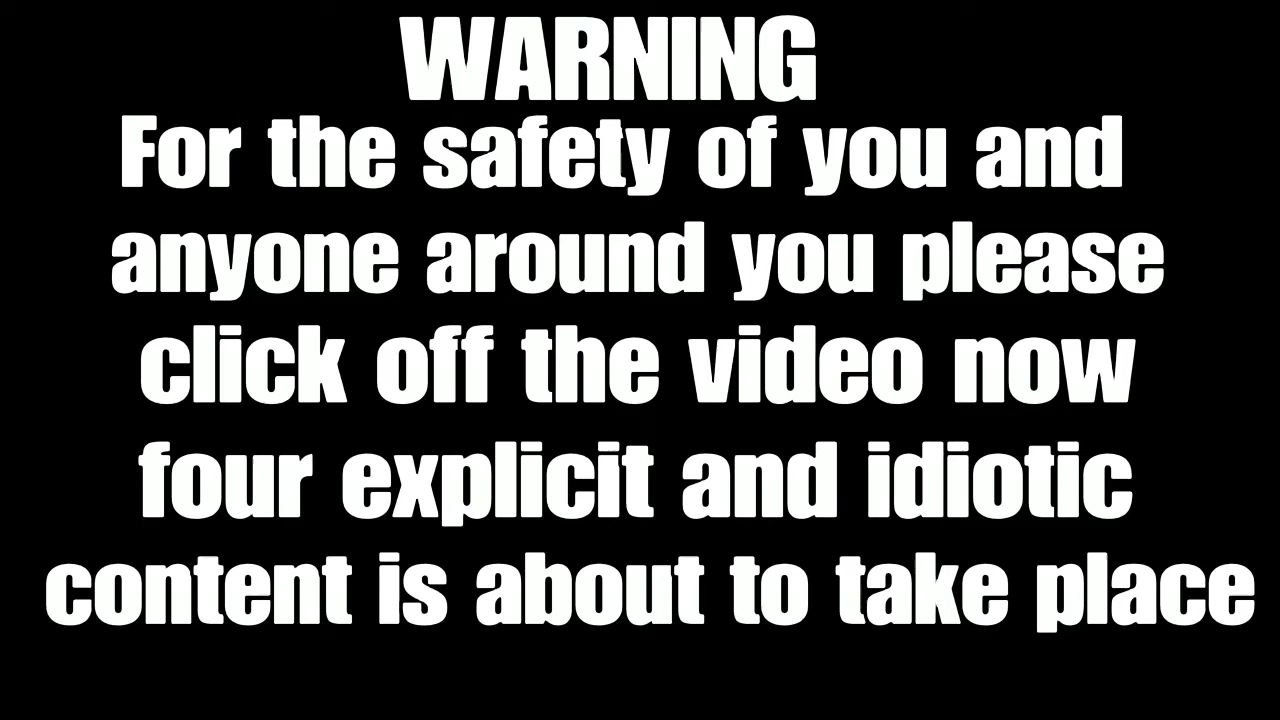 WARNING
For the safety of you and
anyone around you please
click off the video now
four explicit and idiotic
content is about to take place